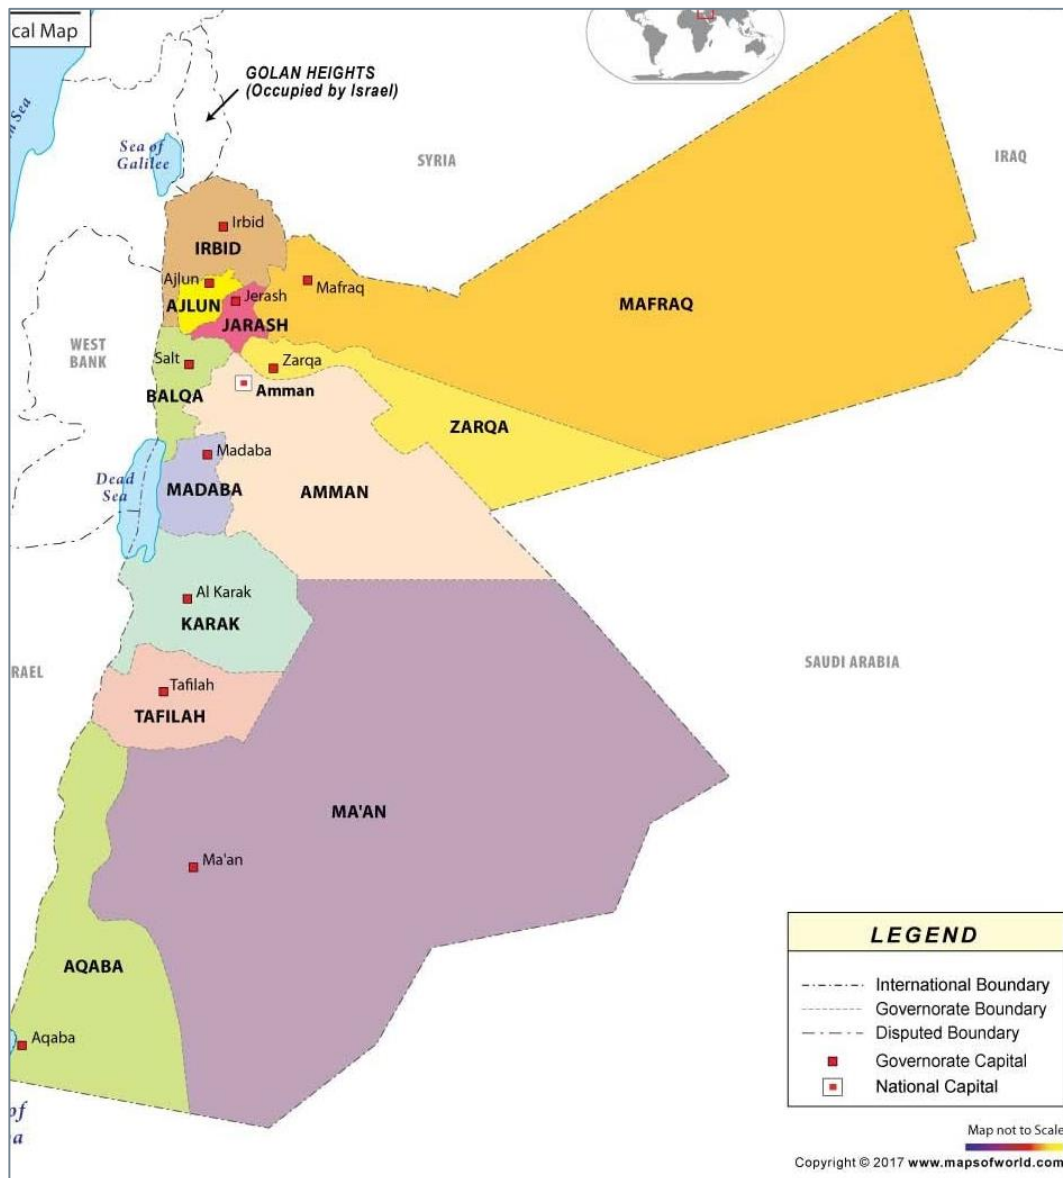 cal Map
GOLAN HEIGHTS
(Occupied by Israel)
Sea
Sea of
Galilee
SYRIA
IRAQ
Irbid
IRBID
Ajlun
AJLUN
Jerash
JARASH
Mafraq
MAFRAQ
WEST
BANK
Salt
BALQA
Zarqa
ZARQA
Amman
Madaba
MADABA
AMMAN
Dead
Sea
Al Karak
KARAK
RAEL
SAUDI ARABIA
Tafilah
TAFILAH
MA'AN
Ma'an
AQABA
Aqaba
of
a
LEGEND
International Boundary
Governorate Boundary
Disputed Boundary
Governorate Capital
National Capital
Map not to Scale
Copyright © 2017 www.mapsofworld.com